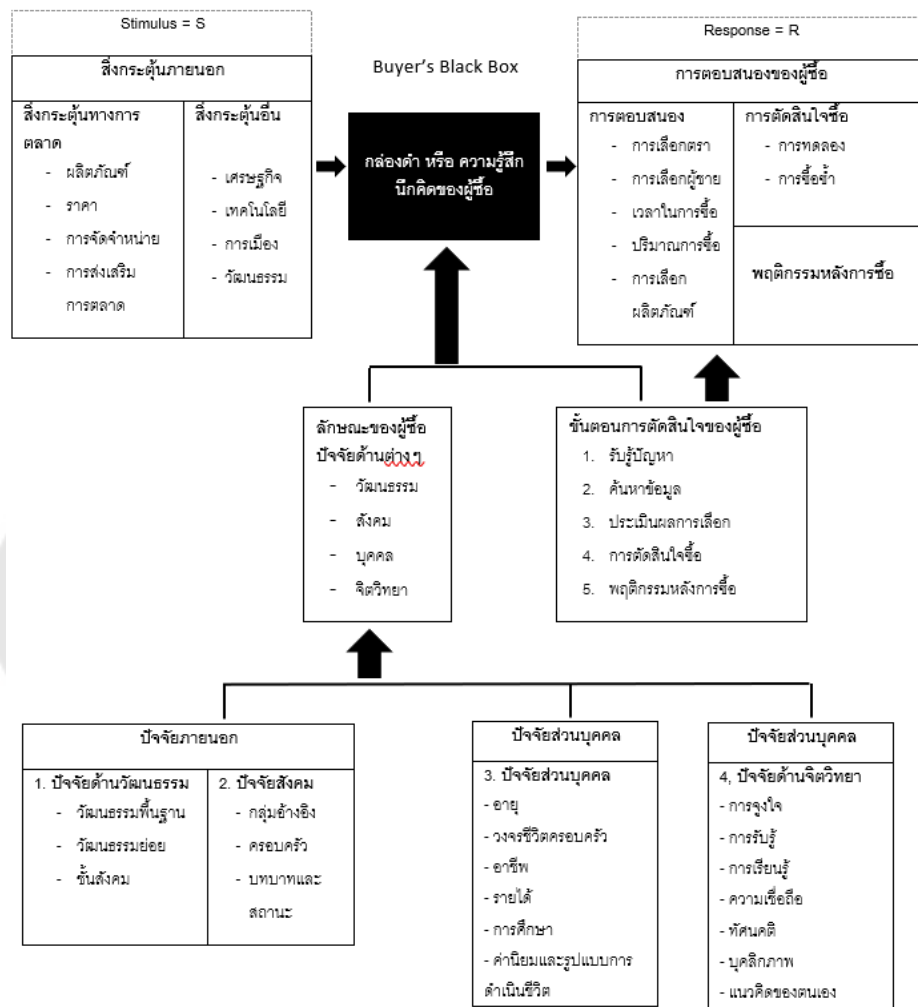 Stimulus = S
สิ่งกระตุ้นภายนอก
สิ่งกระตุ้นทางการ
ตลาด
- ผลิตภัณฑ์
- ราคา
- การจัดจำหน่าย
- การส่งเสริม
การตลาด
สิ่งกระตุ้นอื่น
- เศรษฐกิจ
- เทคโนโลยี
- การเมือง
- วัฒนธรรม
Buyer's Black Box
กล่องดำ หรือ ความรู้สึก
นึกคิดของผู้ซื้อ
Response = R
การตอบสนองของผู้ซื้อ
การตอบสนอง
- การเลือกตรา
- การเลือกผู้ขาย
- เวลาในการซื้อ
- ปริมาณการซื้อ
- การเลือก
ผลิตภัณฑ์
การตัดสินใจซื้อ
- การทดลอง
- การซื้อซ้ำ
พฤติกรรมหลังการซื้อ
ลักษณะของผู้ซื้อ
ปัจจัยด้านต่างๆ
- วัฒนธรรม
- สังคม
- บุคคล
- จิตวิทยา
ขั้นตอนการตัดสินใจของผู้ซื้อ
1. รับรู้ปัญหา
2. ค้นหาข้อมูล
3. ประเมินผลการเลือก
4. การตัดสินใจซื้อ
5. พฤติกรรมหลังการซื้อ
ปัจจัยภายนอก
1. ปัจจัยด้านวัฒนธรรม
- วัฒนธรรมพื้นฐาน
- วัฒนธรรมย่อย
- ชั้นสังคม
2. ปัจจัยสังคม
- กลุ่มอ้างอิง
- ครอบครัว
- บทบาทและ
สถานะ
ปัจจัยส่วนบุคคล
3. ปัจจัยส่วนบุคคล
- อายุ
- วงจรชีวิตครอบครัว
- อาชีพ
- รายได้
- การศึกษา
- ค่านิยมและรูปแบบการ
ดำเนินชีวิต
ปัจจัยส่วนบุคคล
4, ปัจจัยด้านจิตวิทยา
- การจูงใจ
- การรับรู้
- การเรียนรู้
- ความเชื่อถือ
- ทัศนคติ
- บุคลิกภาพ
- แนวคิดของตนเอง